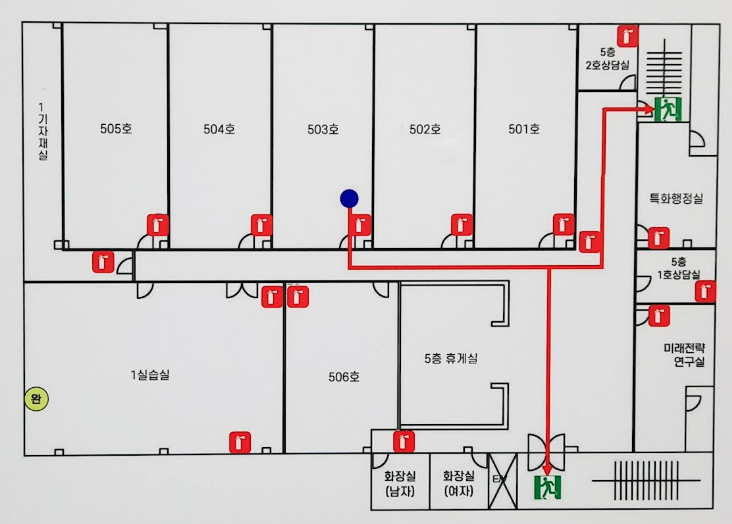 5층
2호상담실
1기자재실
505호
504호
503호
502호
501호
특화행정실
5층
1호상담실
미래전략
연구실
1실습실
506호
5층 휴게실
완
화장실
(남자)
화장실
(여자)